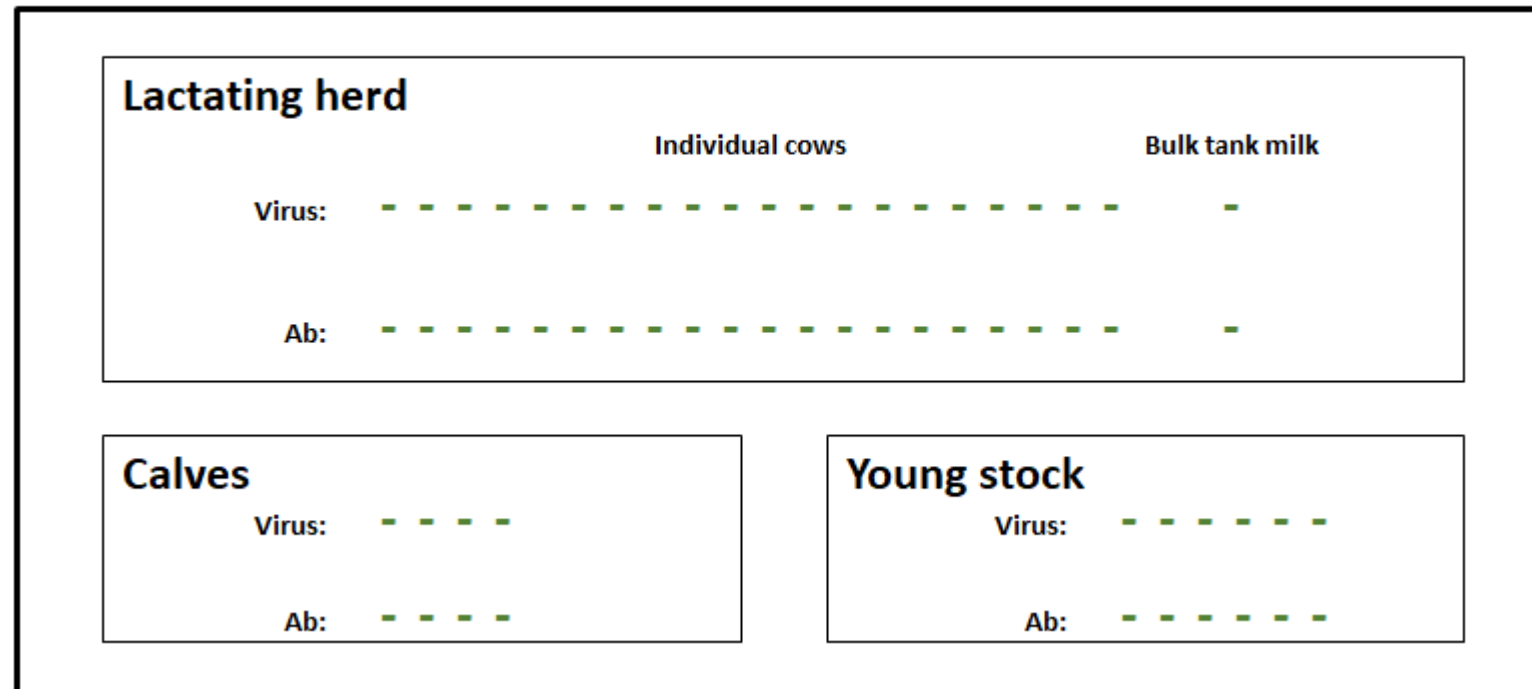 Lactating herd
Individual cows Bulk tank milk
Virus: - - - - - - - - - - - - - - - - - - - - -
Ab: - - - - - - - - - - - - - - - - - - - - -
Calves
Virus: - - - -
Ab: - - - -
Young stock
Virus: - - - - - -
Ab: - - - - - -